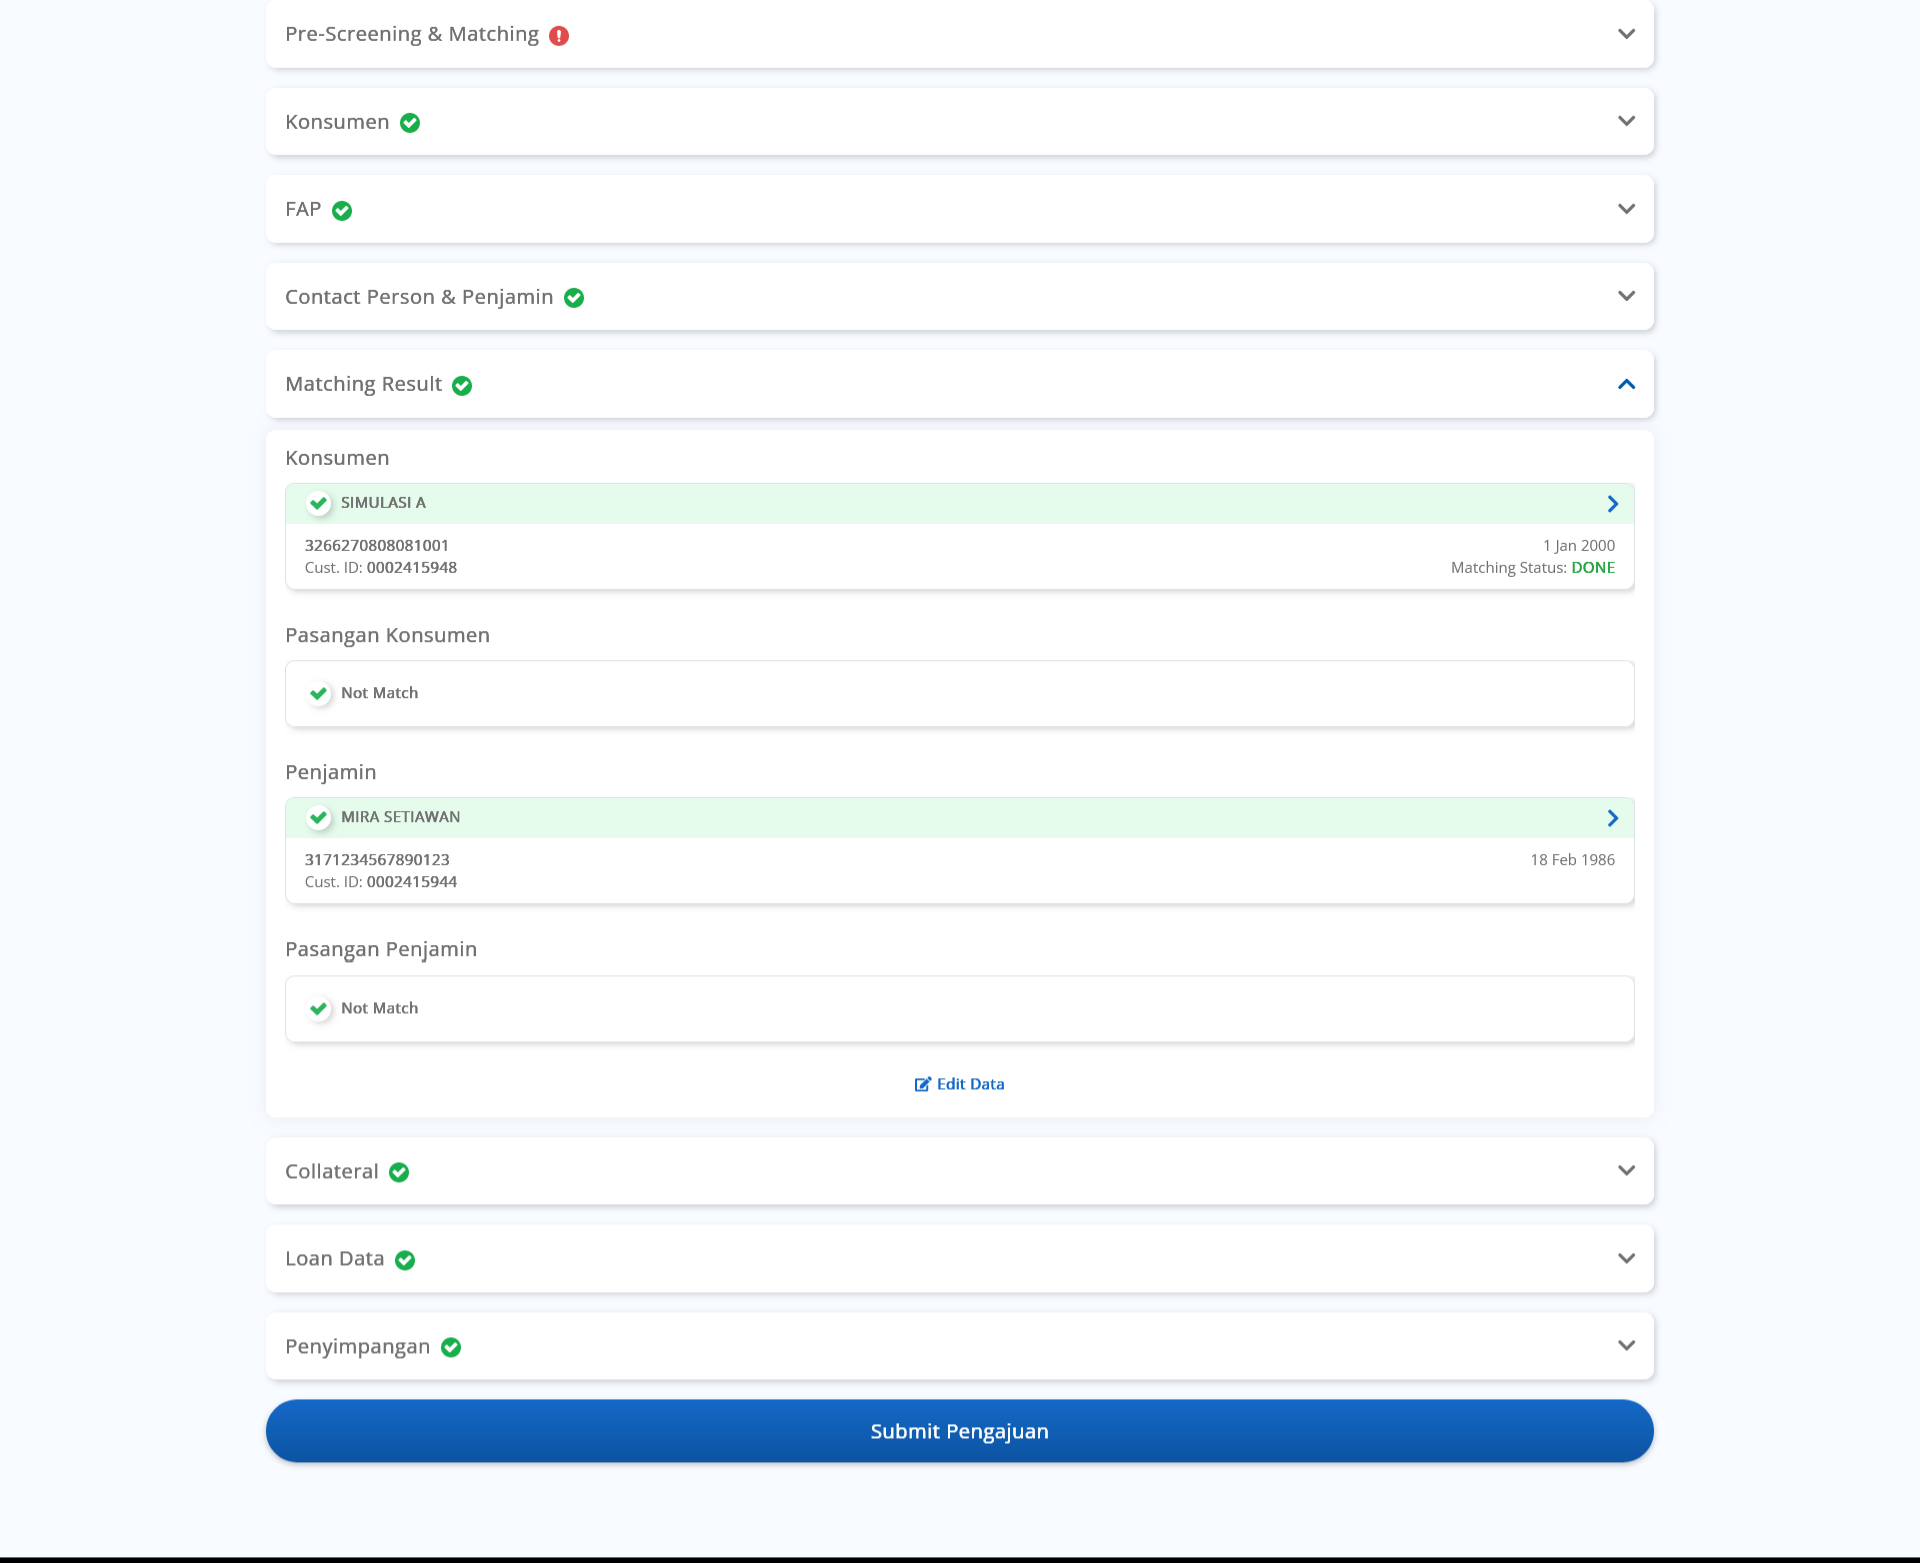 Pre-Screening & Matching
Konsumen
FAP
Contact Person & Penjamin
Matching Result
Konsumen
SIMULASI A
3266270808081001
1 Jan 2000
Cust. ID: 0002415948
Matching Status: DONE
Pasangan Konsumen
Not Match
Penjamin
MIRA SETIAWAN
3171234567890123
18 Feb 1986
Cust. ID: 0002415944
Pasangan Penjamin
Not Match
Edit Data
Collateral
Loan Data
Penyimpangan
Submit Pengajuan